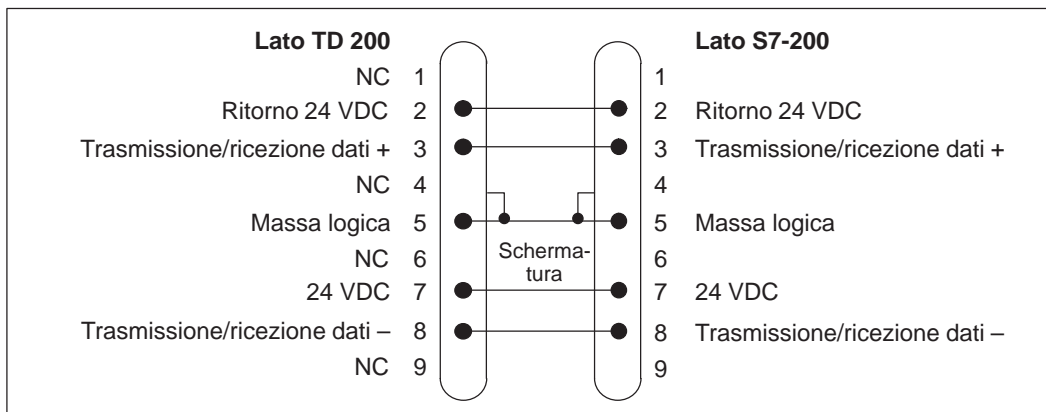 Lato TD 200 Lato S7-200
NC 1 1
Ritorno 24 VDC 2 2 Ritorno 24 VDC
Trasmissione/ricezione dati + 3 3 Trasmissione/ricezione dati +
NC 4 4
Massa logica 5 5 Massa logica
NC 6 Scherma- 6
tura
24 VDC 7 7 24 VDC
Trasmissione/ricezione dati – 8 8 Trasmissione/ricezione dati –
NC 9 9